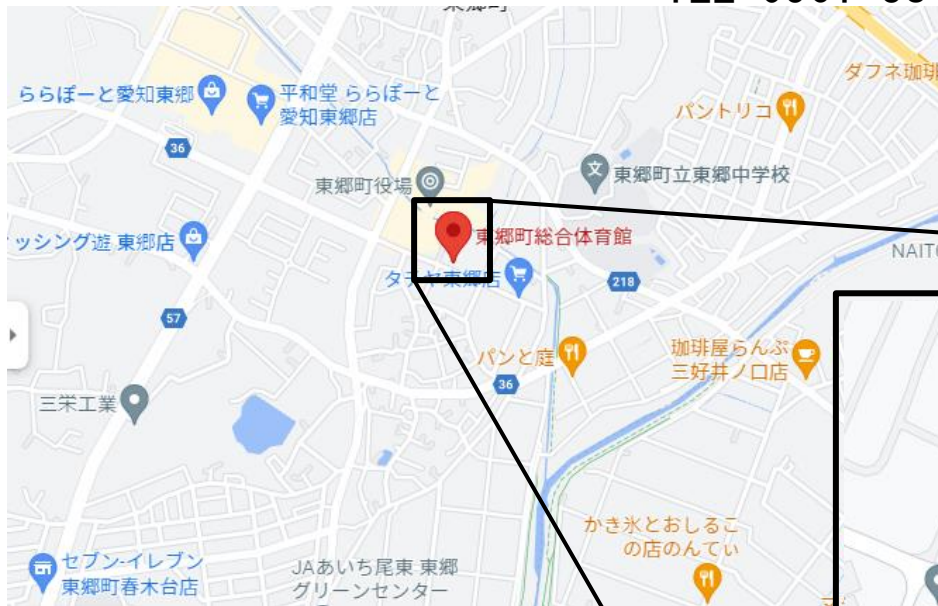 ららぽーと愛知東郷
平和堂 ららぽーと
愛知東郷店
ダフネ珈琲
パントリコ
36
東郷町役場
東郷町立東郷中学校
東郷町総合体育館
東郷店
NAITO
218
57
パンと庭
36
珈琲屋らんぷ
三好井ノ口店
三栄工業
かき氷とおしるこ
の店のんてぃ
セブン-イレブン
東郷町春木台店
JAあいち尾東 東郷
グリーンセンター